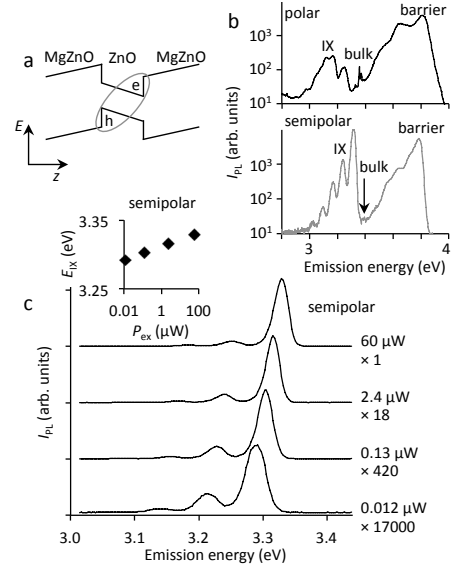 a
MgZnO ZnO MgZnO
e
h
E
z
b
polar
barrier
IX
bulk
10³
10²
10¹
semipolar
barrier
IX
bulk
10³
10²
10¹
I_PL (arb. units)
3 4
Emission energy (eV)
semipolar
3.35
3.25
E_IX (eV)
0.01 1 100
P_ex (µW)
c
semipolar
60 µW
× 1
2.4 µW
× 18
0.13 µW
× 420
0.012 µW
× 17000
I_PL (arb. units)
3.0 3.1 3.2 3.3 3.4
Emission energy (eV)